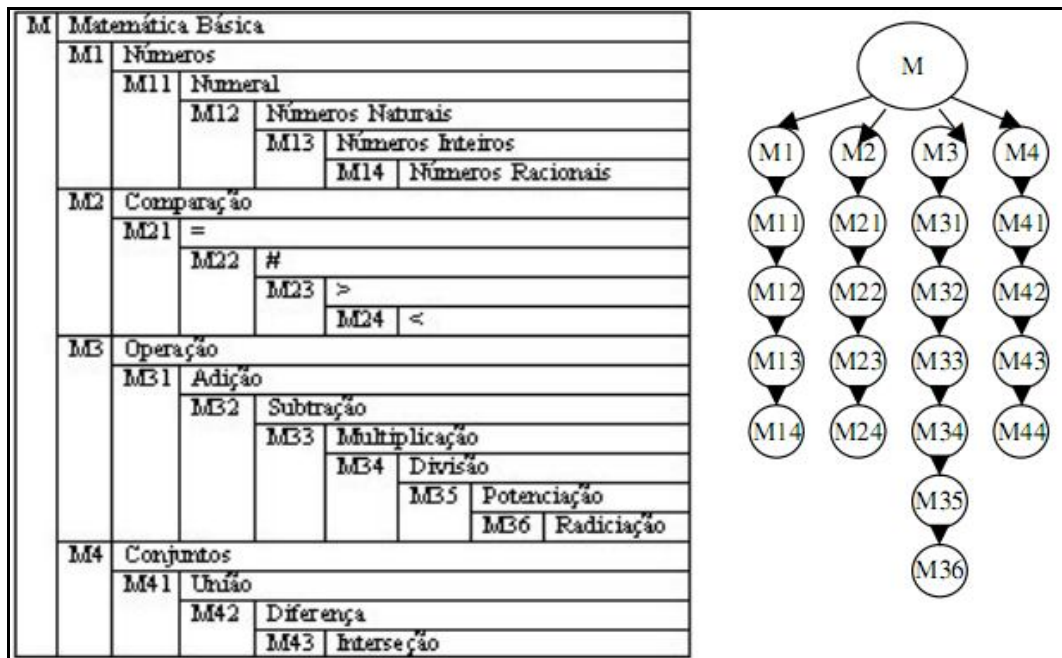 M Matemática Básica
M1 Números
M11 Numeral
M12 Números Naturais
M13 Números Inteiros
M14 Números Racionais
M2 Comparação
M21 =
M22 #
M23 >
M24 <
M3 Operação
M31 Adição
M32 Subtração
M33 Multiplicação
M34 Divisão
M35 Potenciação
M36 Radiciação
M4 Conjuntos
M41 União
M42 Diferença
M43 Interseção
M
M1 M2 M3 M4
M11 M21 M31 M41
M12 M22 M32 M42
M13 M23 M33 M43
M14 M24 M34 M44
M35
M36